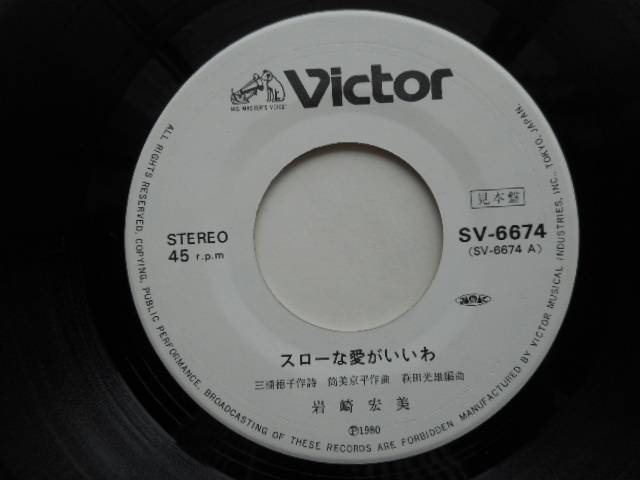 Victor
HIS MASTER'S VOICE
見本盤
STEREO
45 r.p.m
SV-6674
(SV-6674 A)
スローな愛がいいわ
三浦徳子作詩 筒美京平作曲 萩田光雄編曲
岩崎宏美
Ⓟ1980
ALL RIGHTS RESERVED. COPYING, PUBLIC PERFORMANCE, BROADCASTING OF THESE RECORDS ARE FORBIDDEN MANUFACTURED BY VICTOR MUSICAL INDUSTRIES, INC., TOKYO, JAPAN.